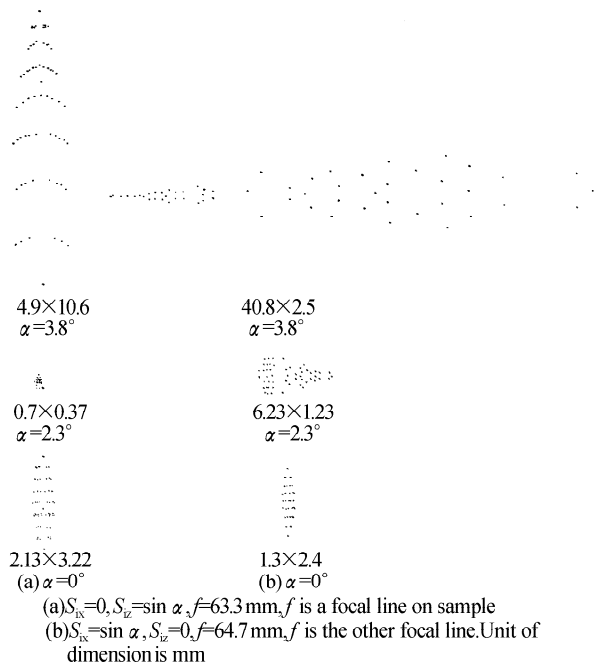 4.9×10.6 40.8×2.5
α=3.8° α=3.8°
0.7×0.37 6.23×1.23
α=2.3° α=2.3°
2.13×3.22 1.3×2.4
(a) α=0° (b) α=0°
(a)Six=0, Siz=sin α, f=63.3 mm, f is a focal line on sample
(b)Six=sin α, Siz=0, f=64.7 mm, f is the other focal line.Unit of
dimension is mm